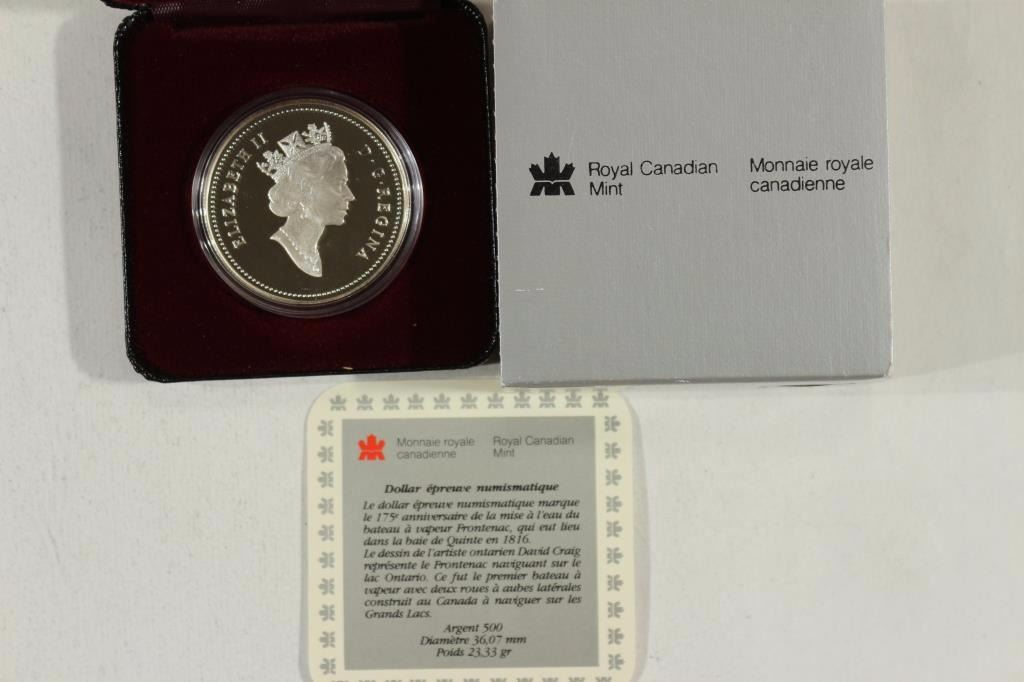 ELIZABETH II D·G·REGINA
Royal Canadian
Mint
Monnaie royale
canadienne
Monnaie royale
canadienne
Royal Canadian
Mint
Dollar épreuve numismatique
Le dollar épreuve numismatique marque
le 175e anniversaire de la mise à l'eau du
bateau à vapeur Frontenac, qui eut lieu
dans la baie de Quinte en 1816.
Le dessin de l'artiste ontarien David Craig
représente le Frontenac naviguant sur le
lac Ontario. Ce fut le premier bateau à
vapeur avec deux roues à aubes latérales
construit au Canada à naviguer sur les
Grands Lacs.
Argent 500
Diamètre 36,07 mm
Poids 23,33 gr